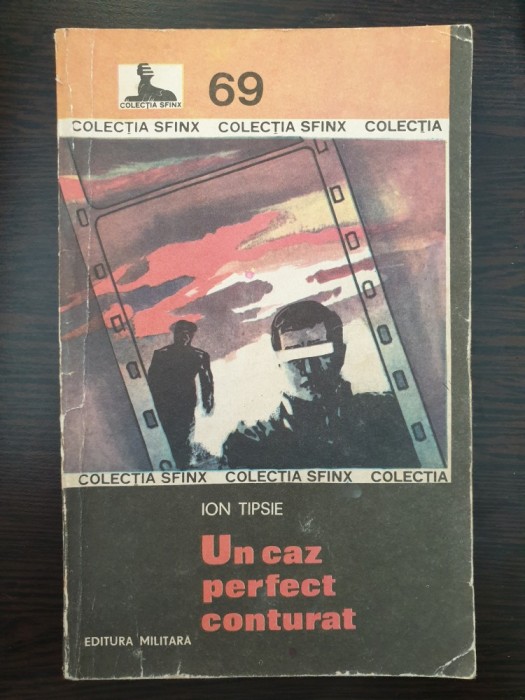 COLECȚIA SFINX
69
COLECȚIA SFINX COLECȚIA SFINX COLECȚIA
COLECȚIA SFINX COLECȚIA SFINX COLECȚIA
ION TIPSIE
Un caz
perfect
conturat
EDITURA MILITARA